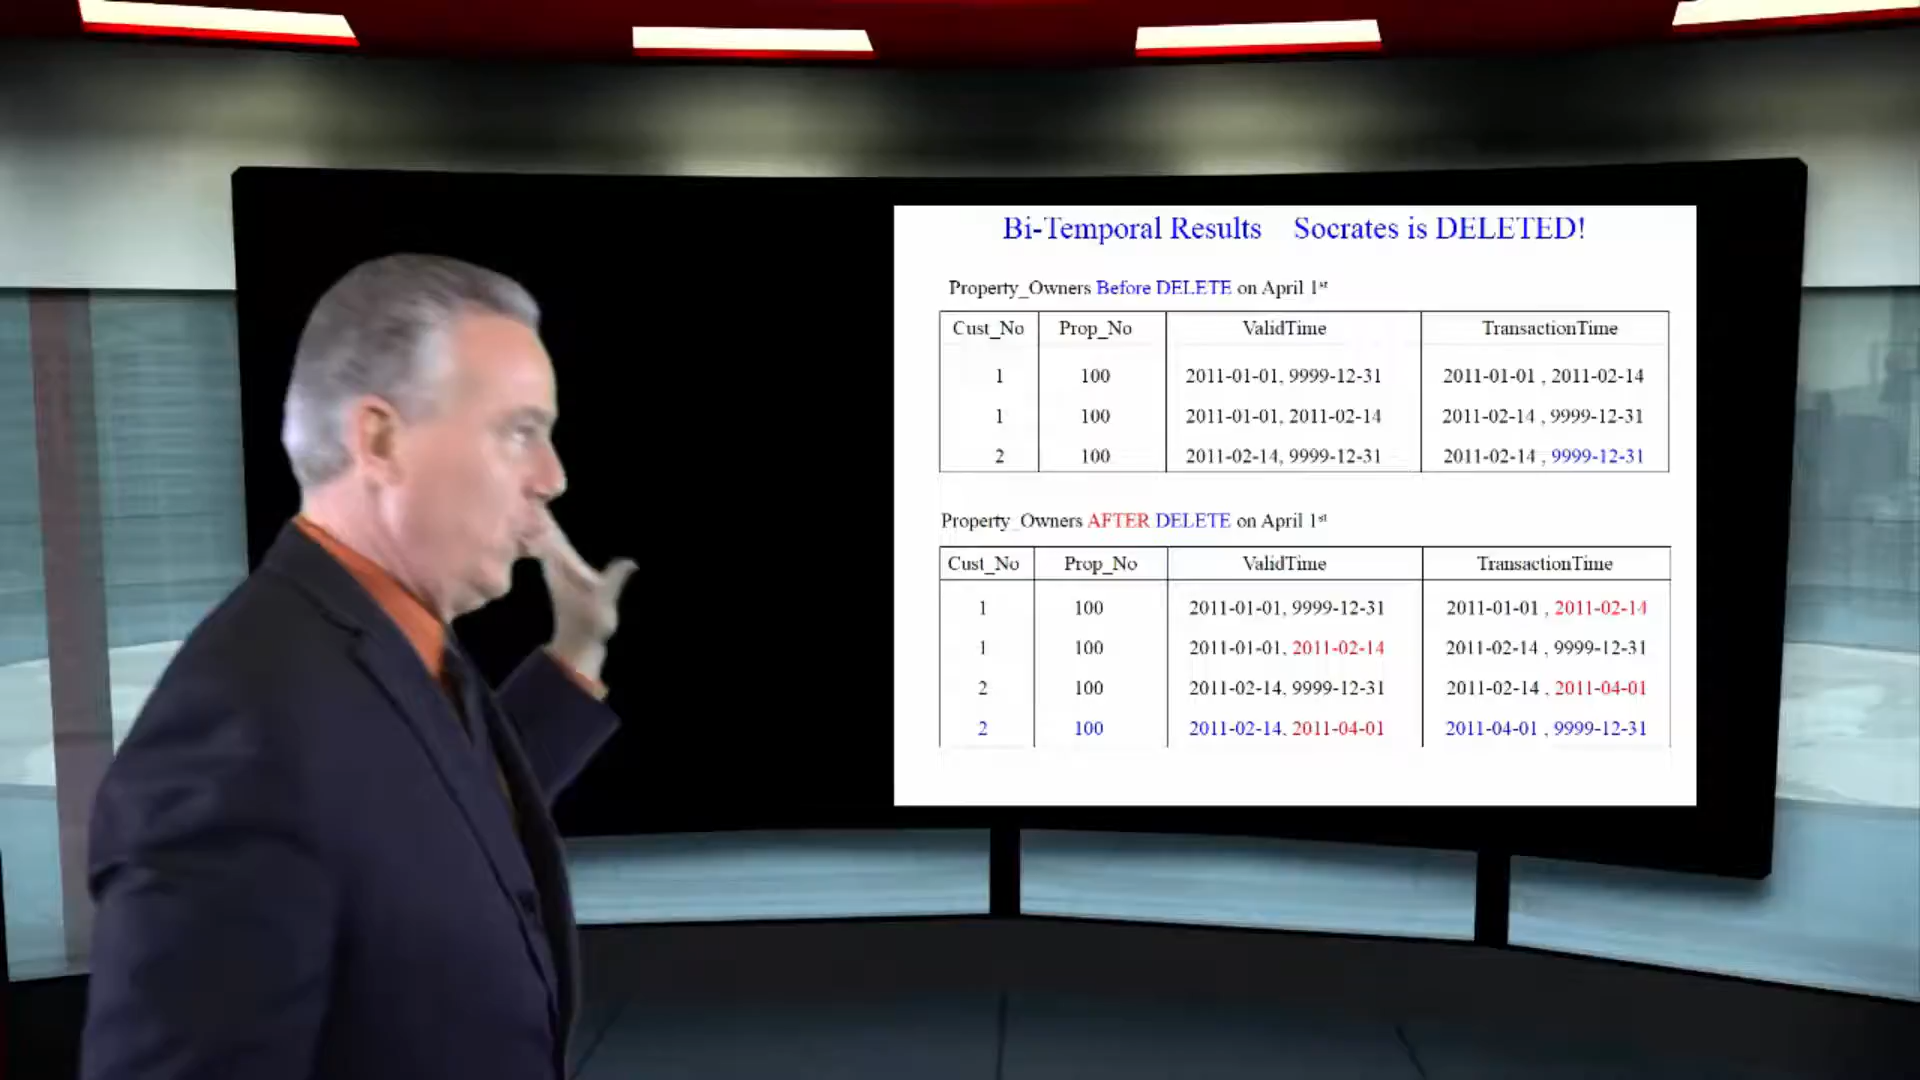 Bi-Temporal Results Socrates is DELETED!
Property_Owners Before DELETE on April 1st
Cust_No Prop_No ValidTime TransactionTime
1 100 2011-01-01, 9999-12-31 2011-01-01 , 2011-02-14
1 100 2011-01-01, 2011-02-14 2011-02-14 , 9999-12-31
2 100 2011-02-14, 9999-12-31 2011-02-14 , 9999-12-31
Property_Owners AFTER DELETE on April 1st
Cust_No Prop_No ValidTime TransactionTime
1 100 2011-01-01, 9999-12-31 2011-01-01 , 2011-02-14
1 100 2011-01-01, 2011-02-14 2011-02-14 , 9999-12-31
2 100 2011-02-14, 9999-12-31 2011-02-14 , 2011-04-01
2 100 2011-02-14, 2011-04-01 2011-04-01 , 9999-12-31